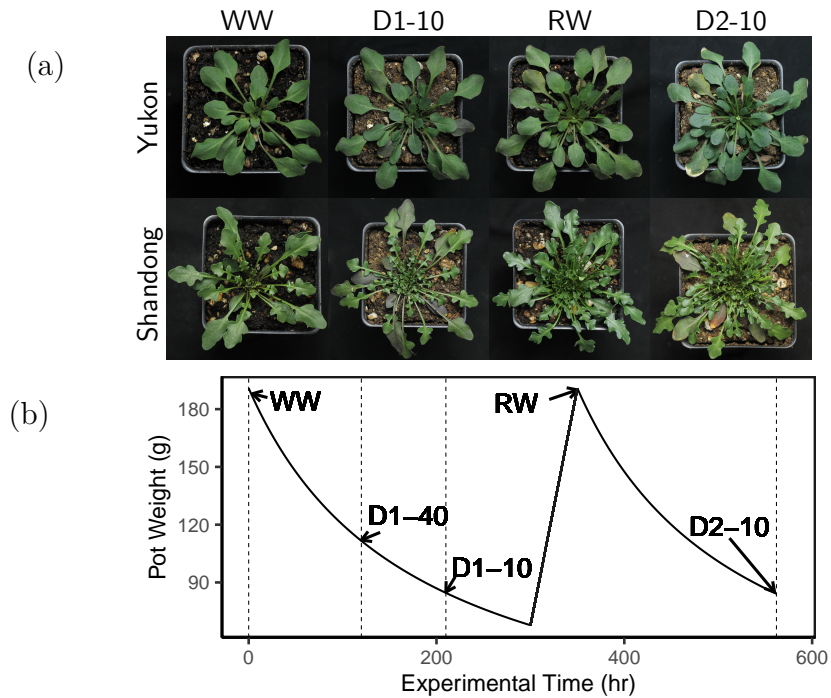 WW D1-10 RW D2-10
(a)
Yukon
Shandong
(b)
Pot Weight (g)
180
150
120
90
WW
RW
D1–40
D1–10
D2–10
0 200 400 600
Experimental Time (hr)